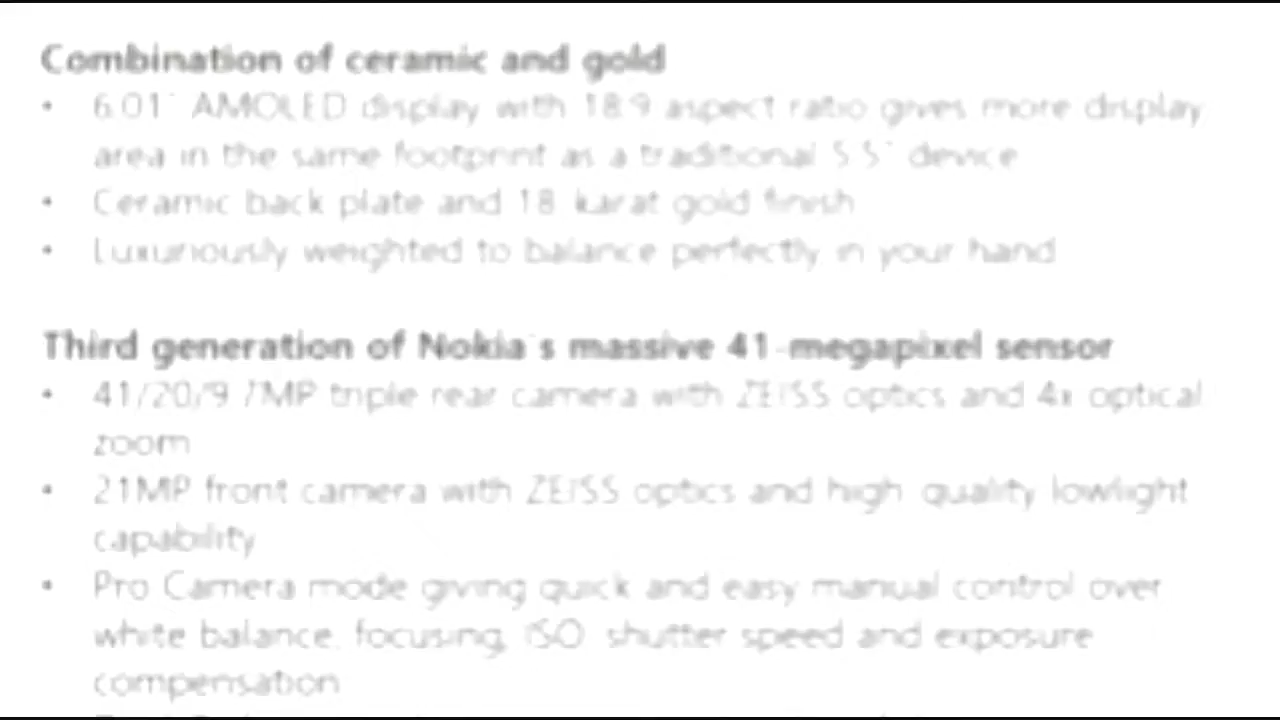 Combination of ceramic and gold
• 6.01" AMOLED display with 18:9 aspect ratio gives more display
area in the same footprint as a traditional 5.5" device
• Ceramic back plate and 18 karat gold finish
• Luxuriously weighted to balance perfectly in your hand
Third generation of Nokia's massive 41-megapixel sensor
• 41/20/9.7MP triple rear camera with ZEISS optics and 4x optical
zoom
• 21MP front camera with ZEISS optics and high quality lowlight
capability
• Pro Camera mode giving quick and easy manual control over
white balance, focusing, ISO, shutter speed and exposure
compensation